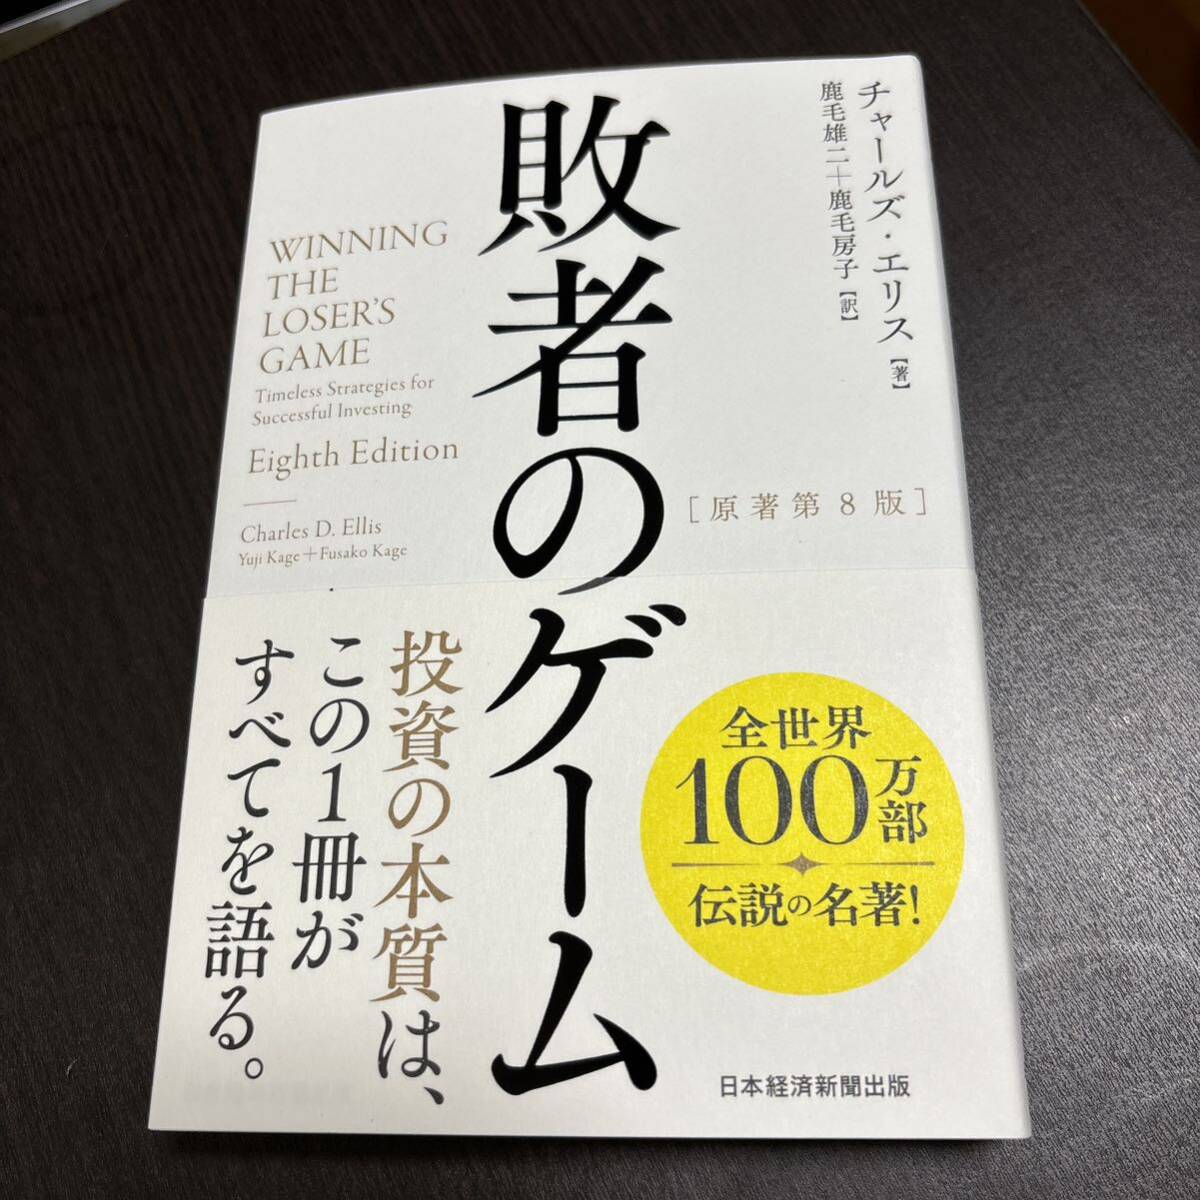 チャールズ・エリス【著】
鹿毛雄二＋鹿毛房子【訳】
敗者のゲーム
［原著第8版］
WINNING
THE
LOSER'S
GAME
Timeless Strategies for
Successful Investing
Eighth Edition
Charles D. Ellis
Yuji Kage＋Fusako Kage
投資の本質は、
この1冊が
すべてを語る。
全世界
100万部
伝説の名著!
日本経済新聞出版